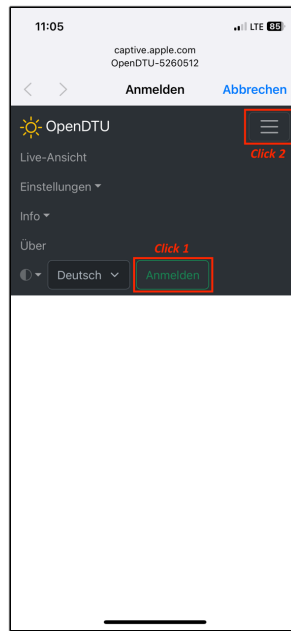 11:05
LTE 85
captive.apple.com
OpenDTU-5260512
Anmelden
Abbrechen
OpenDTU
Click 2
Live-Ansicht
Einstellungen
Info
Über
Click 1
Deutsch
Anmelden